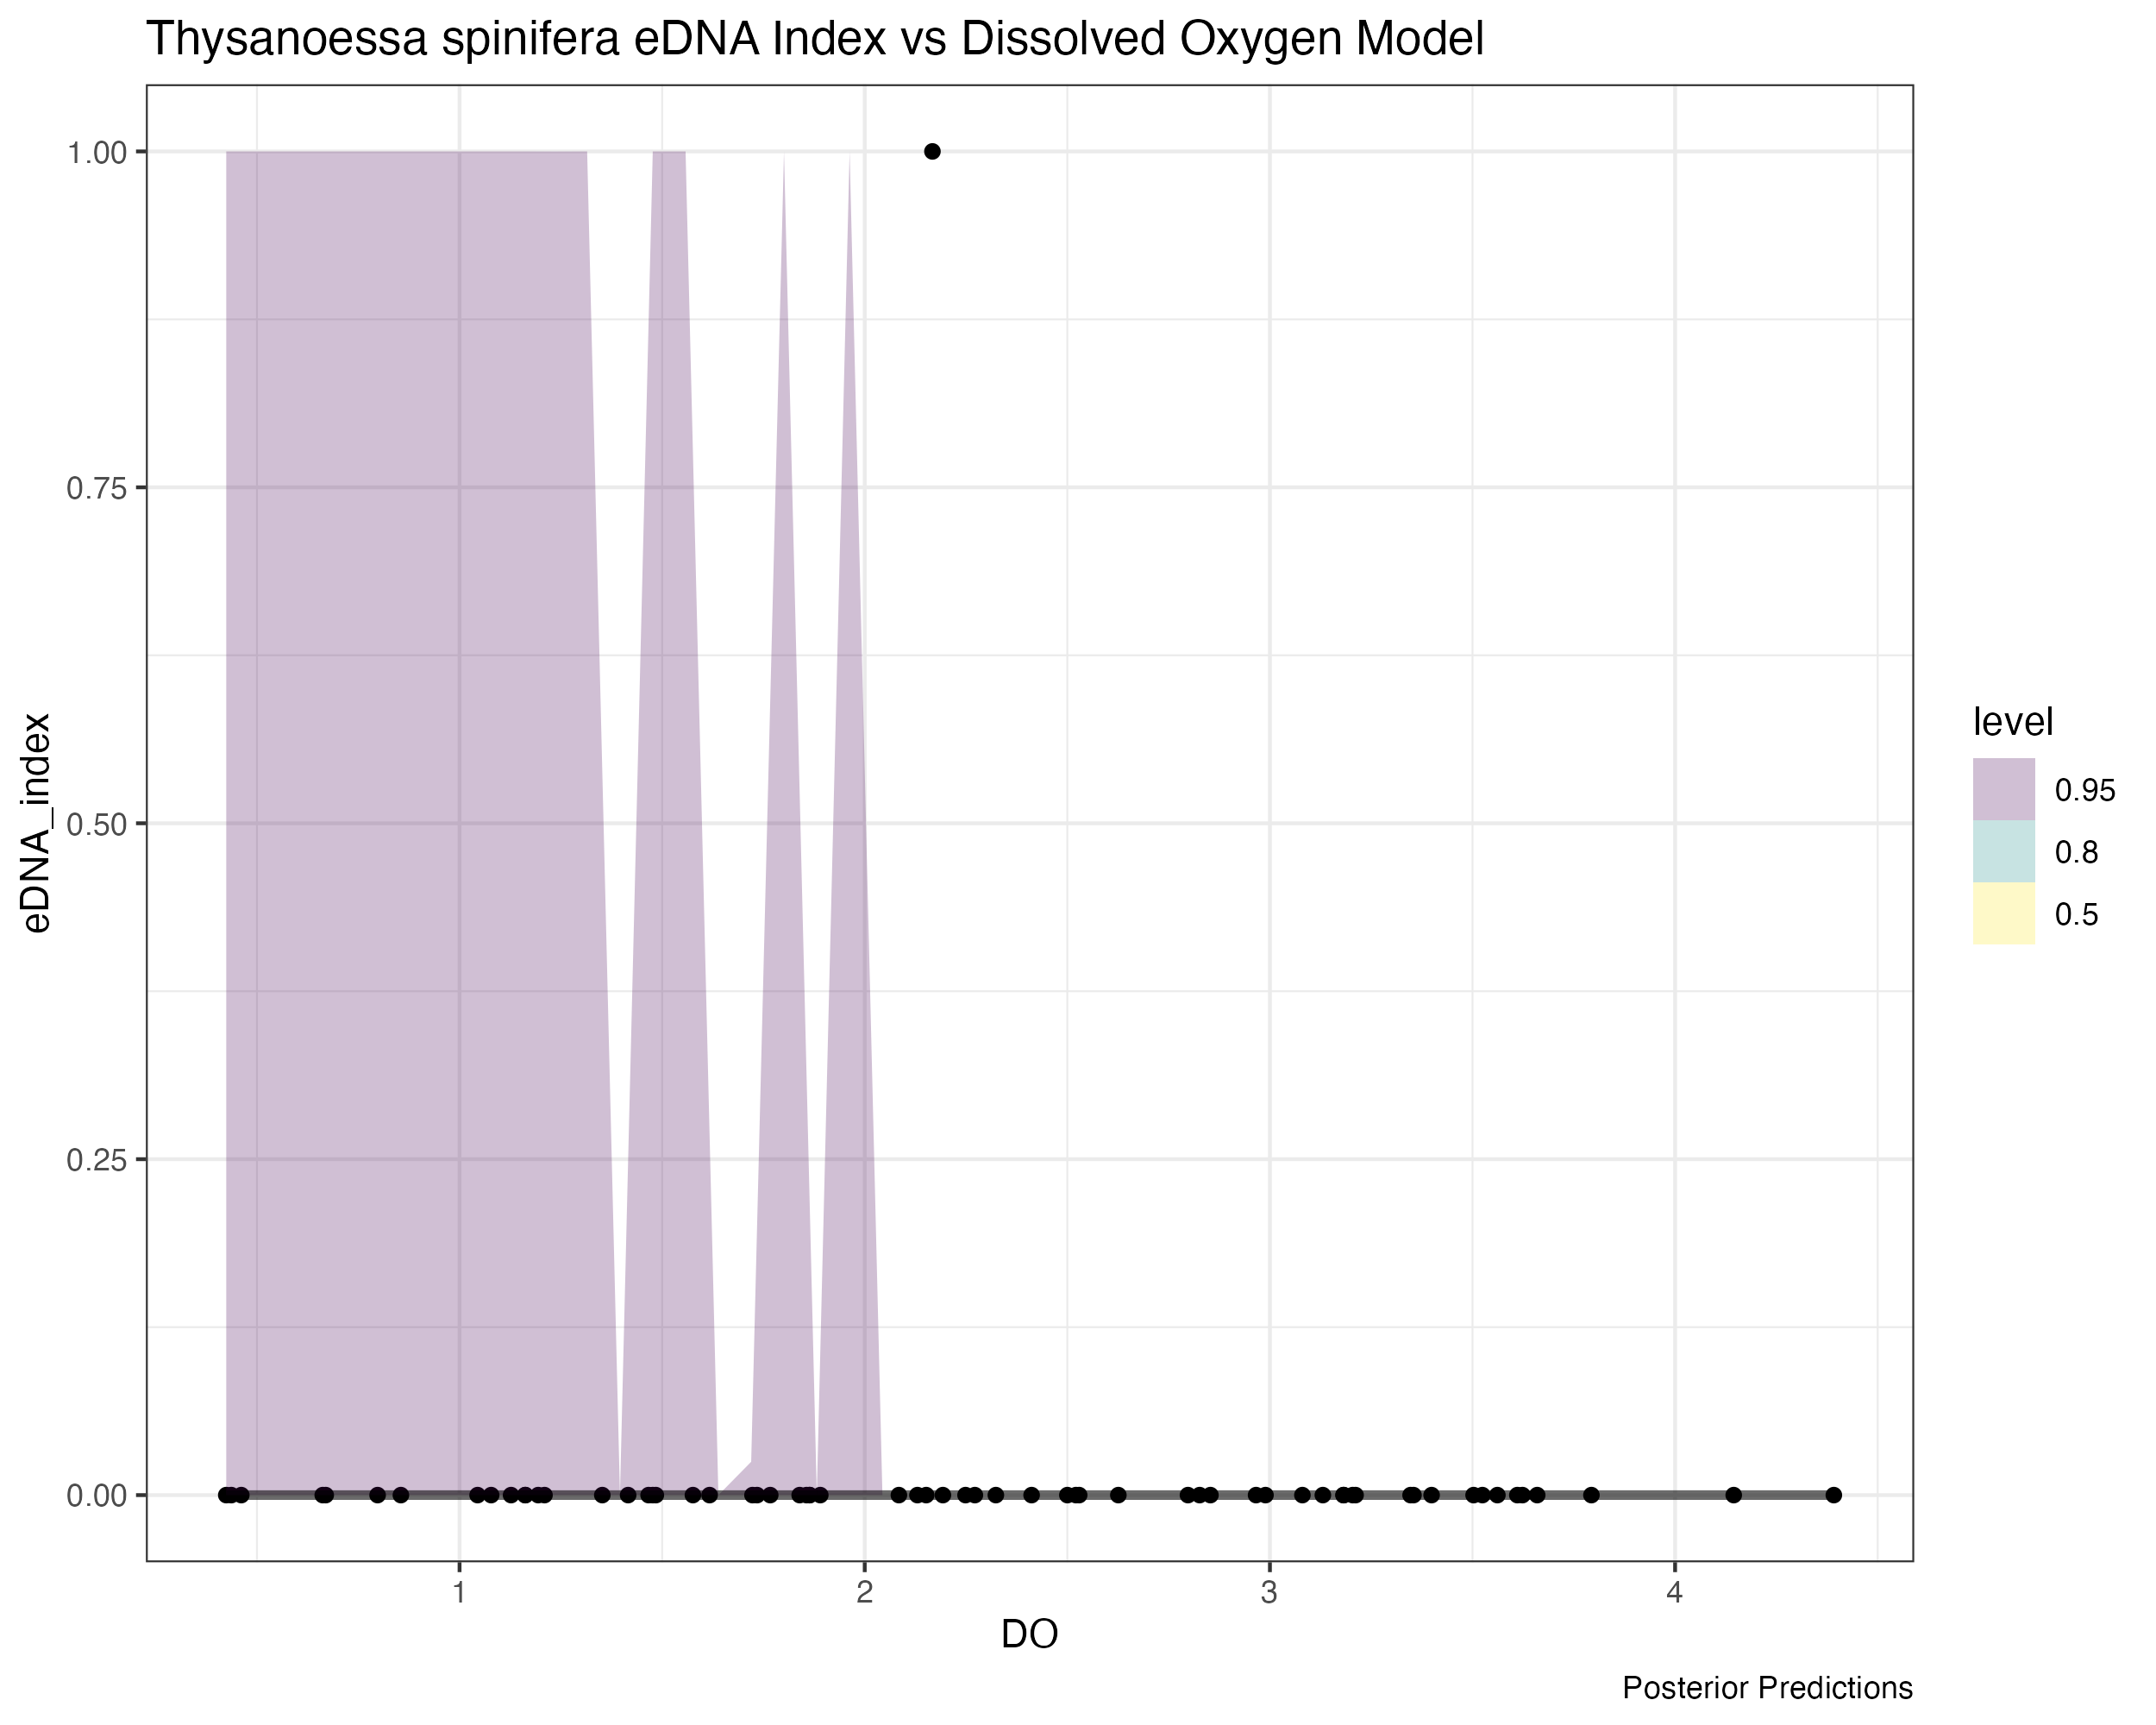 Thysanoessa spinifera eDNA Index vs Dissolved Oxygen Model
1.00
0.75
0.50
0.25
0.00
eDNA_index
1
2
3
4
DO
level
0.95
0.8
0.5
Posterior Predictions